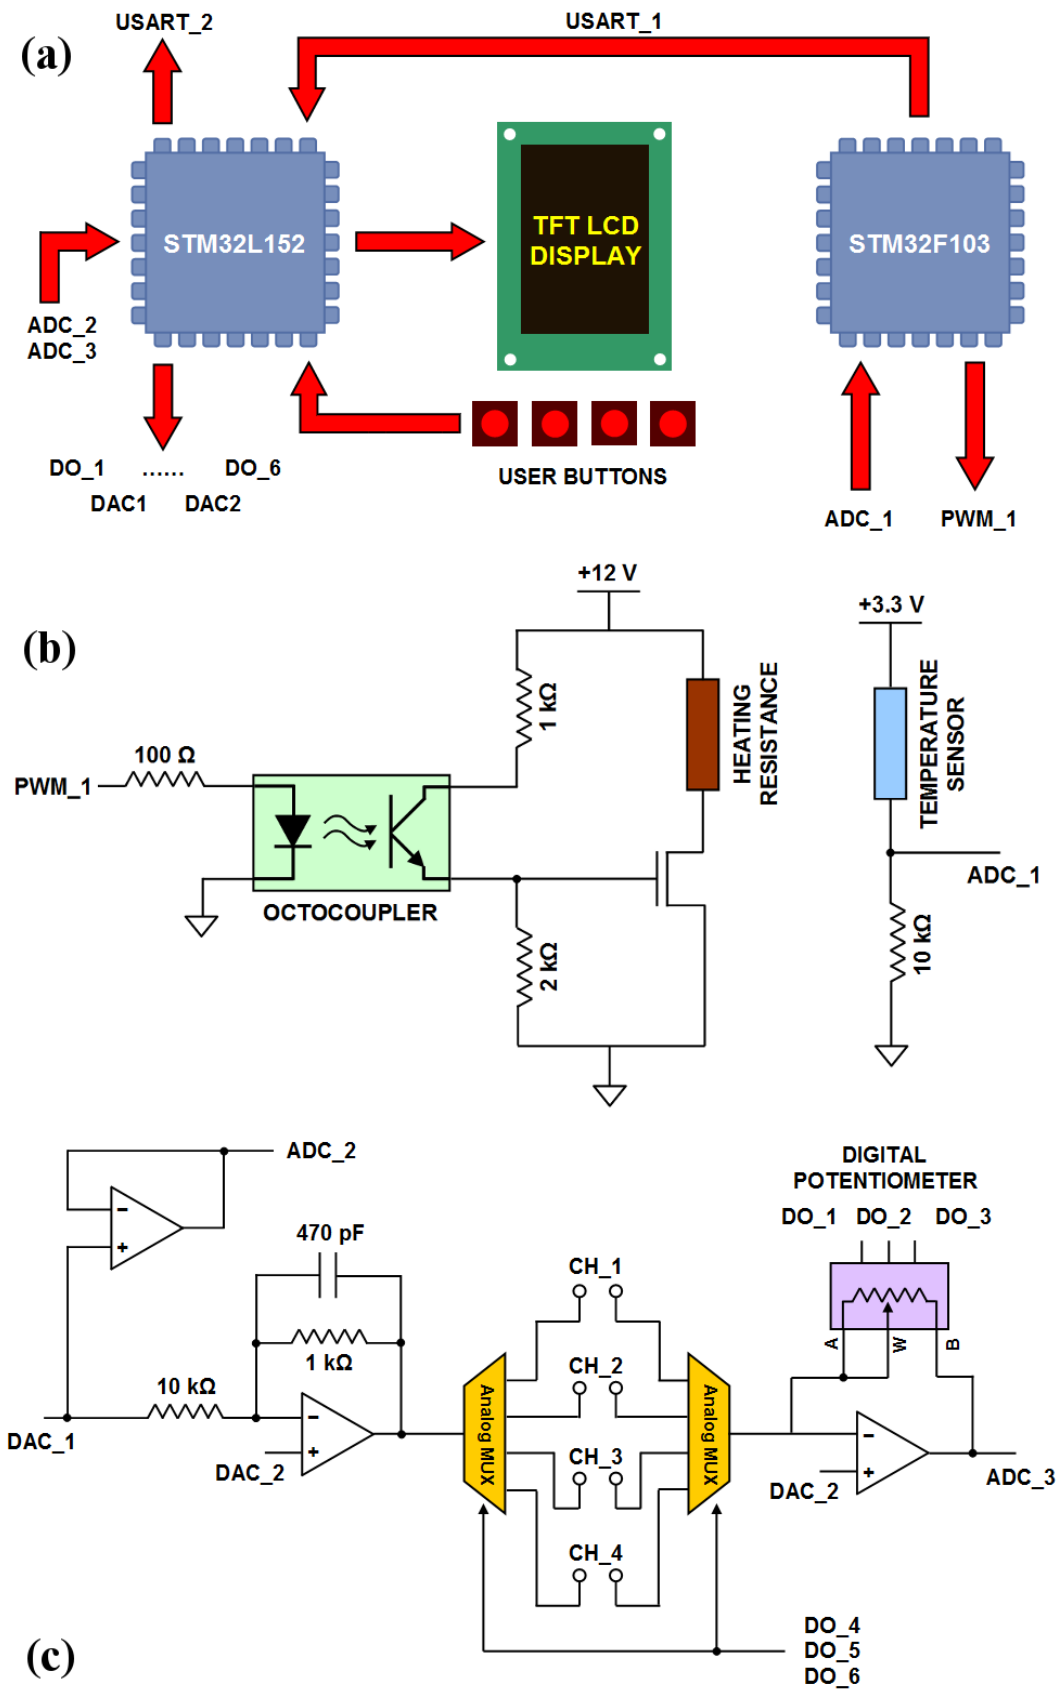 (a)
USART_2
USART_1
STM32L152
TFT LCD
DISPLAY
STM32F103
ADC_2
ADC_3
DO_1 ...... DO_6
DAC1 DAC2
USER BUTTONS
ADC_1
PWM_1
(b)
+12 V
+3.3 V
1 kΩ
HEATING
RESISTANCE
TEMPERATURE
SENSOR
100 Ω
PWM_1
OCTOCOUPLER
ADC_1
2 kΩ
10 kΩ
ADC_2
DIGITAL
POTENTIOMETER
DO_1 DO_2 DO_3
470 pF
CH_1
A W B
1 kΩ
10 kΩ
CH_2
Analog MUX
Analog MUX
DAC_1
DAC_2
CH_3
DAC_2
ADC_3
CH_4
DO_4
DO_5
DO_6
(c)